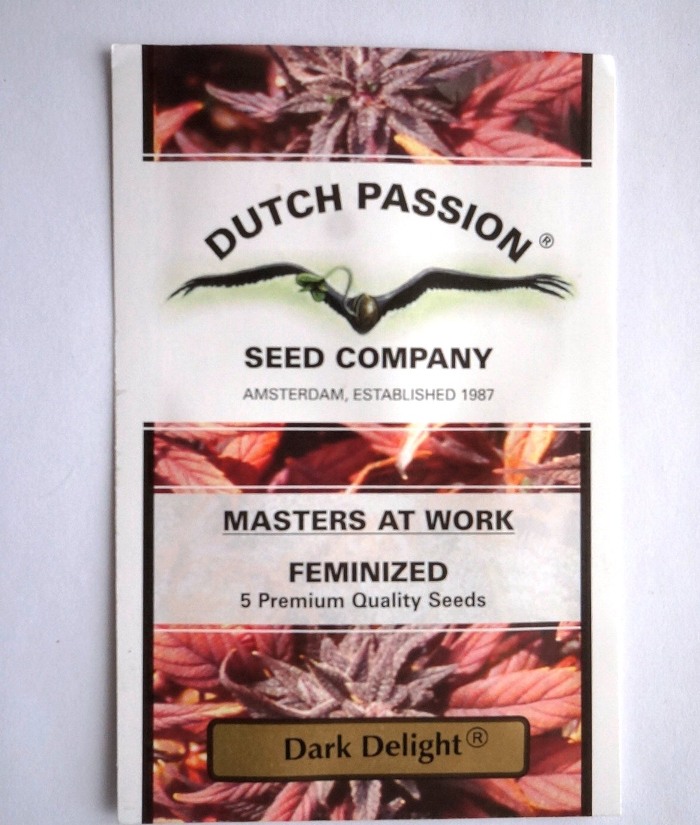 DUTCH PASSION ®
SEED COMPANY
AMSTERDAM, ESTABLISHED 1987
MASTERS AT WORK
FEMINIZED
5 Premium Quality Seeds
Dark Delight®